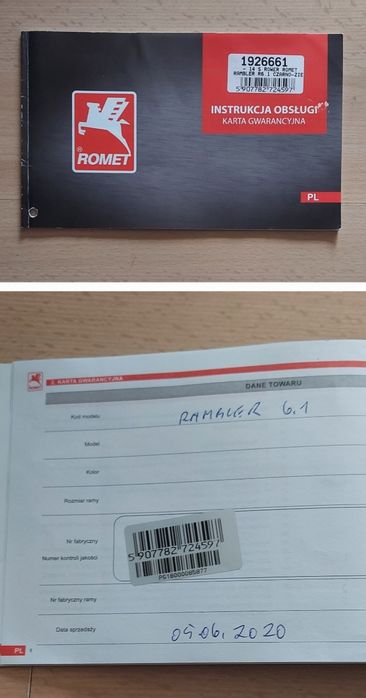 1926661
- 14 S ROWER ROMET
RAMBLER R6.1 CZARNO-ZIE
5907782724597
INSTRUKCJA OBSŁUGI
KARTA GWARANCYJNA
® ROMET
PL
2. KARTA GWARANCYJNA
DANE TOWARU
Kod modelu RAMBLER 6.1
Model
Kolor
Rozmiar ramy
Nr fabryczny
5907782724597
Numer kontroli jakości
Nr fabryczny ramy
Data sprzedaży 05.06.2020
PL